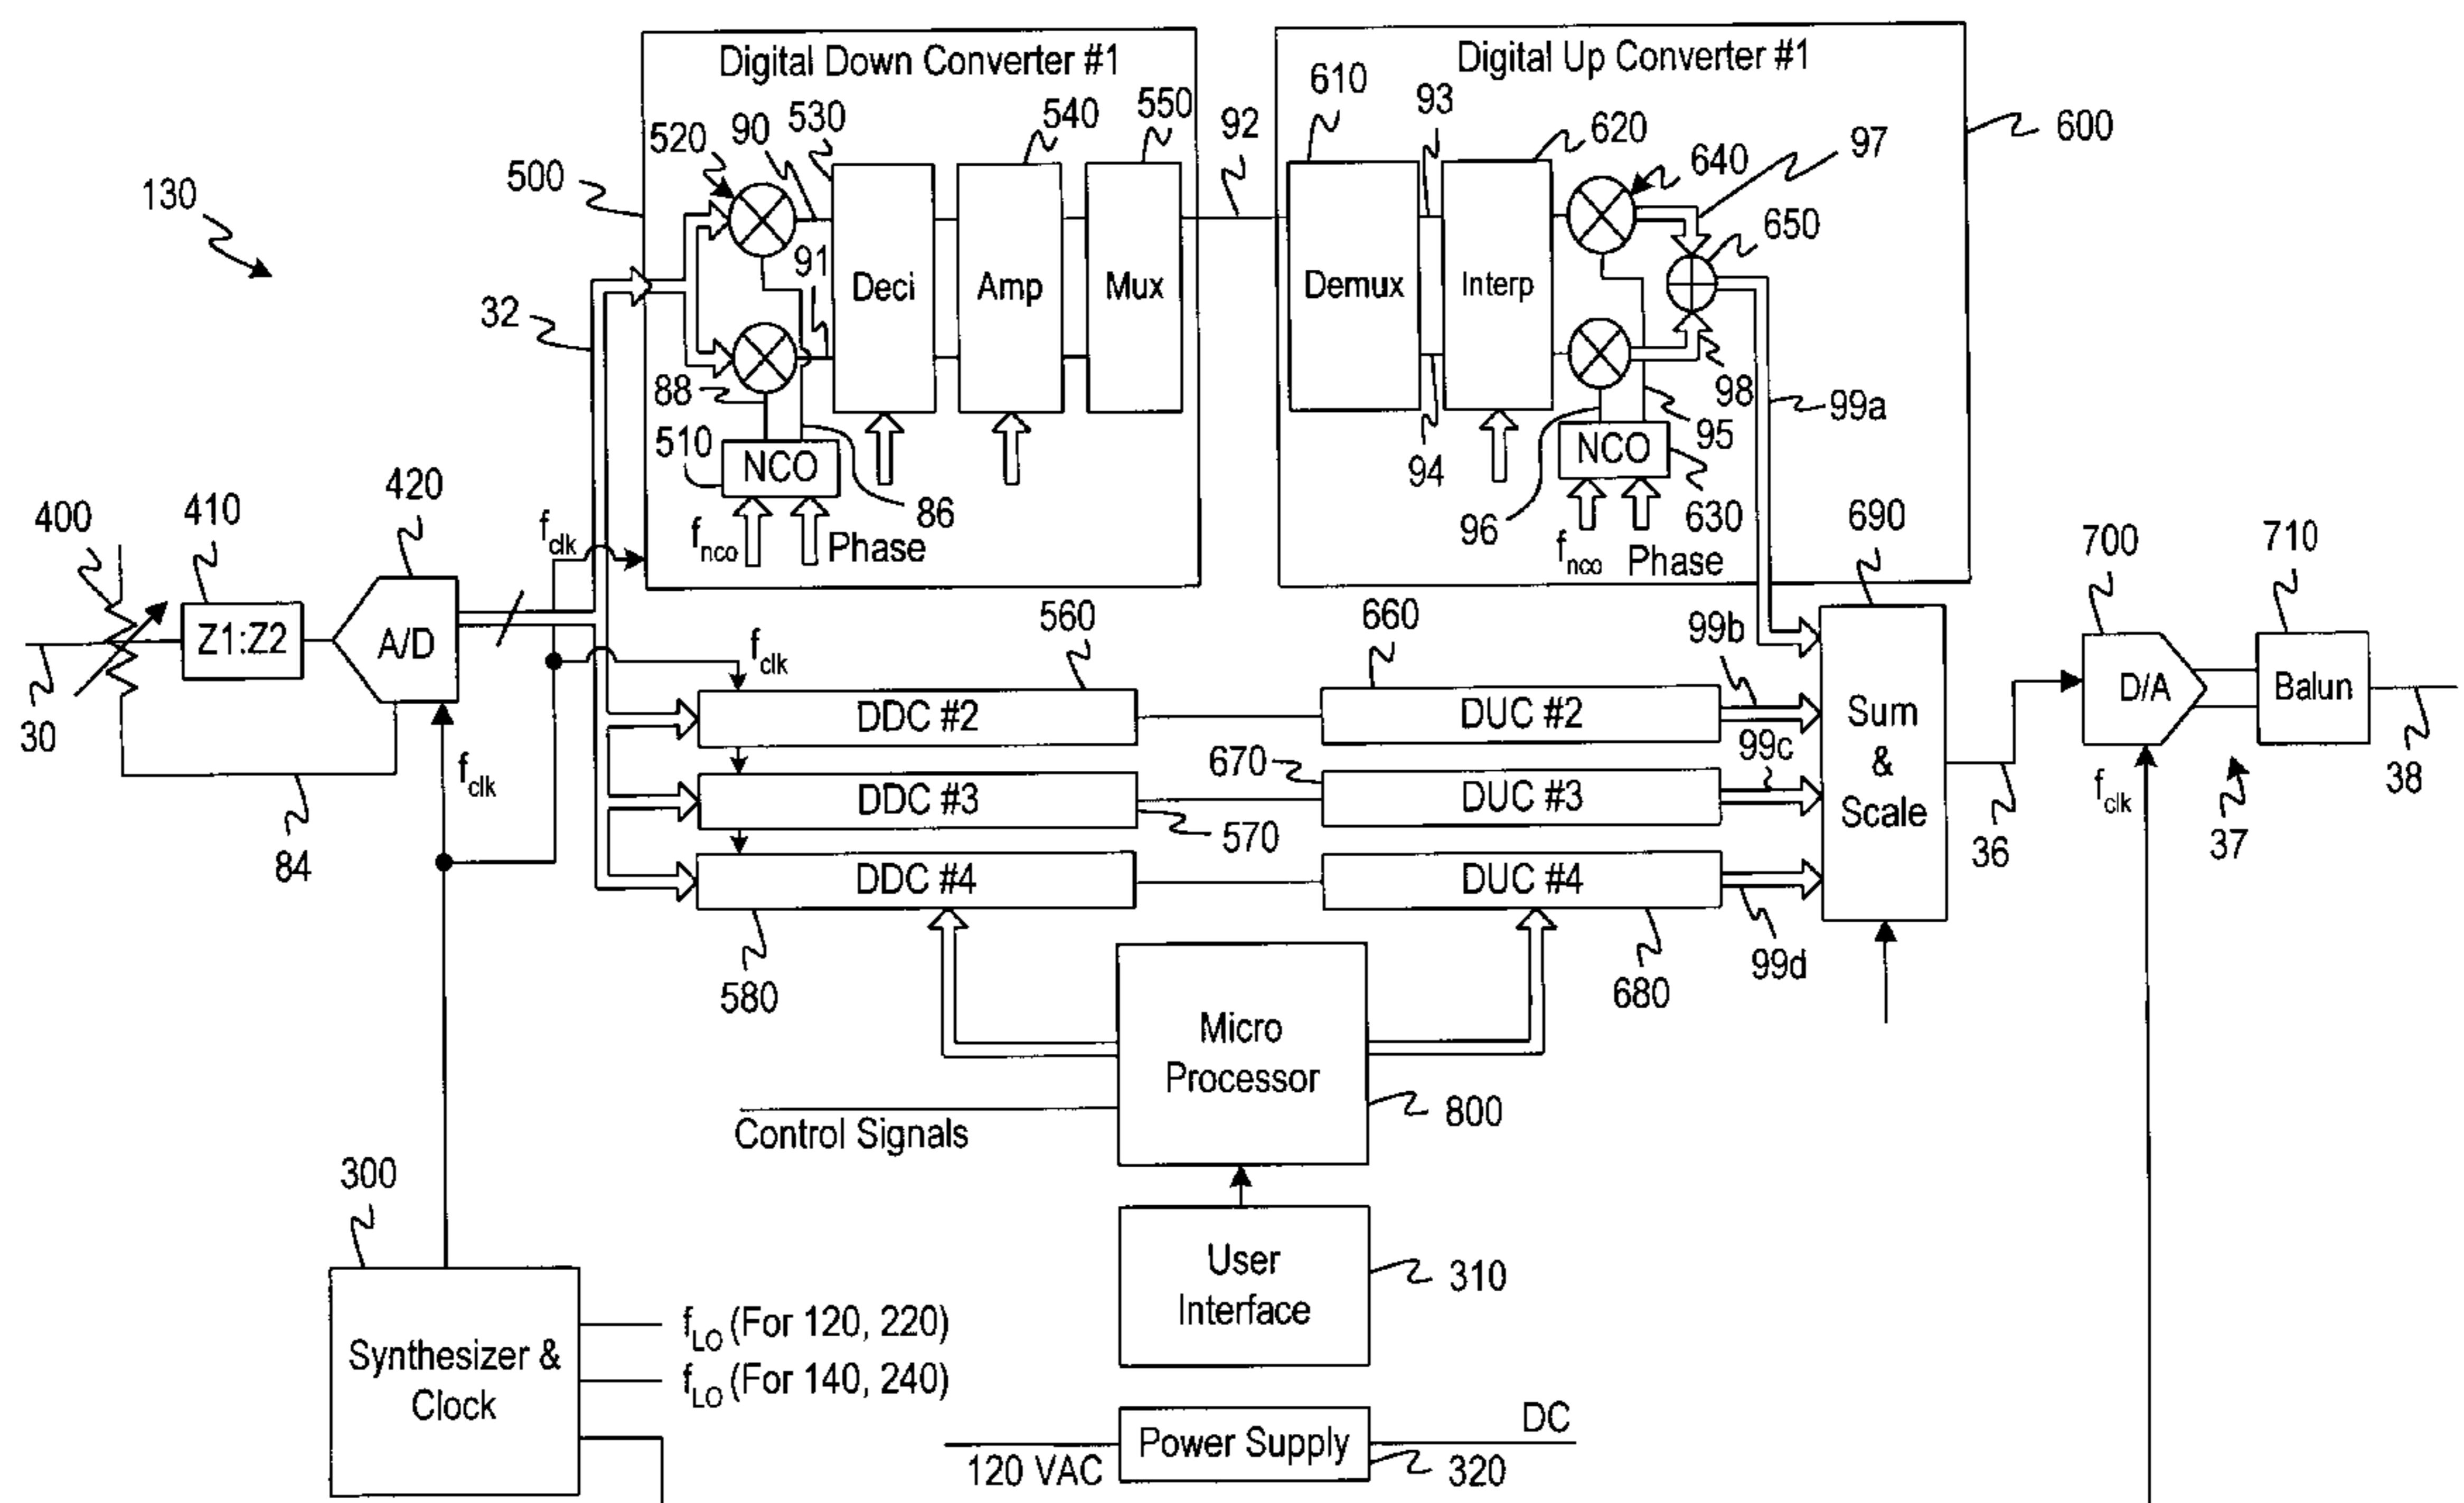 Digital Down Converter #1
Digital Up Converter #1
130
500
520
90
530
540
550
92
610
93
620
640
97
600
650
32
91
Deci
Amp
Mux
Demux
Interp
88
510
NCO
86
f_nco
Phase
94
96
NCO
95
98
99a
630
f_nco
Phase
400
410
420
f_clk
30
Z1:Z2
A/D
84
f_clk
f_clk
560
660
99b
690
700
710
DDC #2
DUC #2
99c
670
DDC #3
DUC #3
570
DDC #4
DUC #4
580
680
99d
Sum
&
Scale
36
D/A
Balun
f_clk
37
38
Micro
Processor
800
Control Signals
300
User
Interface
310
Synthesizer &
Clock
f_LO (For 120, 220)
f_LO (For 140, 240)
120 VAC
Power Supply
DC
320